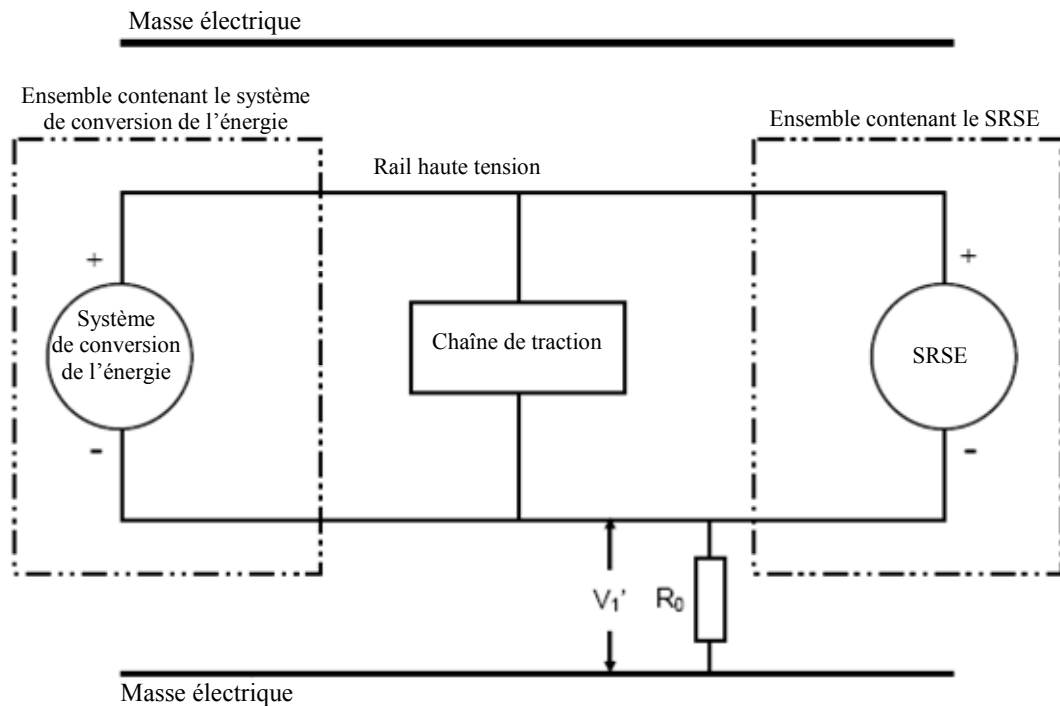 Masse électrique
Ensemble contenant le système
de conversion de l'énergie
Ensemble contenant le SRSE
Rail haute tension
+
+
Système
de conversion
de l'énergie
Chaîne de traction
SRSE
-
-
V₁'
R₀
Masse électrique